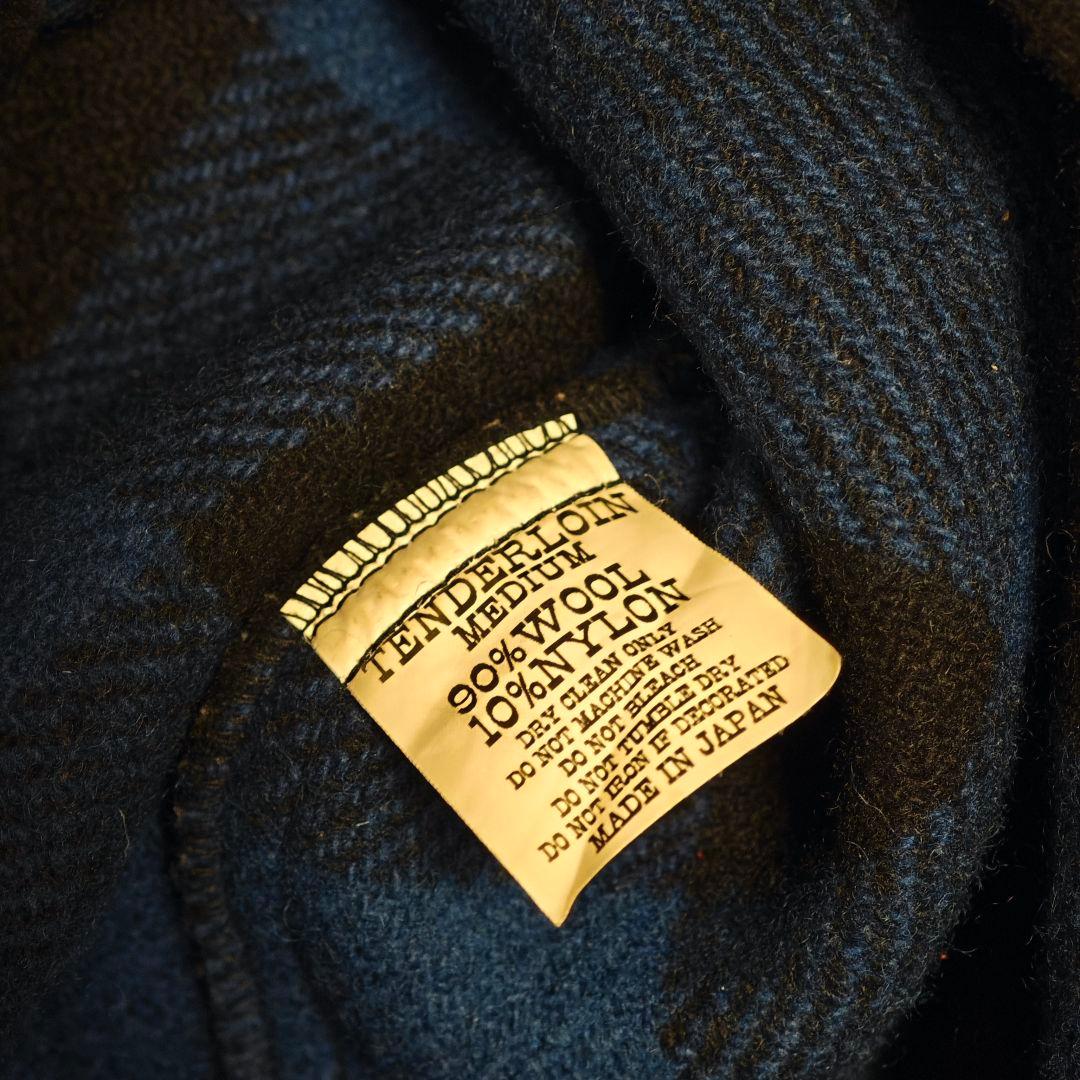 TENDERLOIN
MEDIUM
90%WOOL
10%NYLON
DRY CLEAN ONLY
DO NOT MACHINE WASH
DO NOT BLEACH
DO NOT TUMBLE DRY
DO NOT IRON IF DECORATED
MADE IN JAPAN